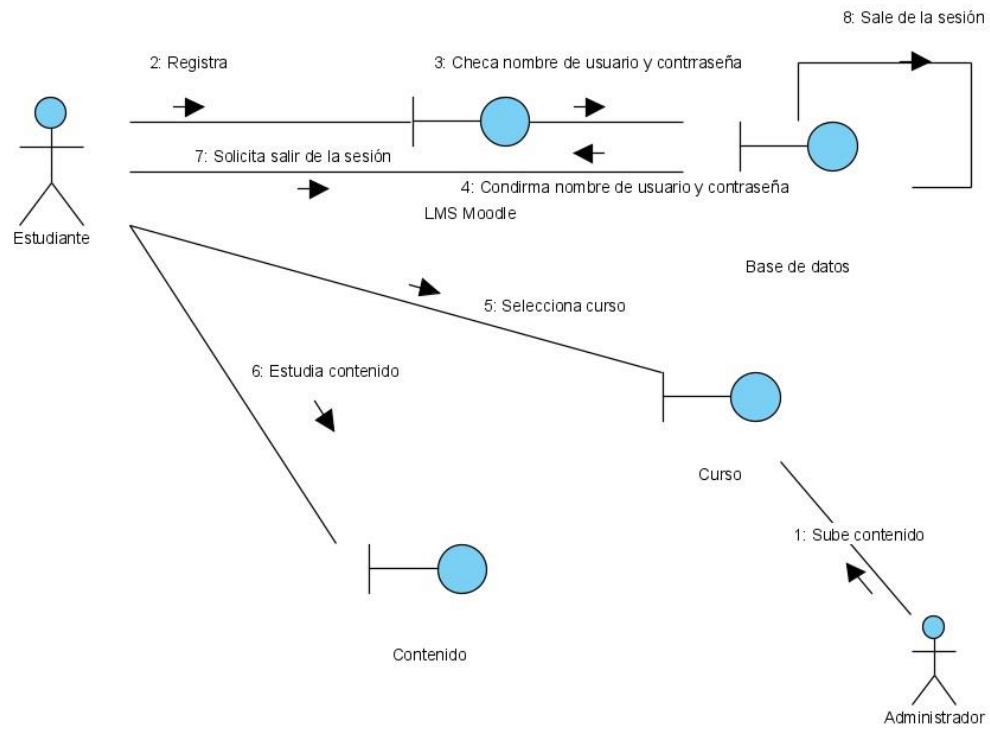 8: Sale de la sesión
2: Registra
3: Checa nombre de usuario y contrraseña
7: Solicita salir de la sesión
4: Condirma nombre de usuario y contraseña
LMS Moodle
Estudiante
Base de datos
5: Selecciona curso
6: Estudia contenido
Curso
1: Sube contenido
Contenido
Administrador